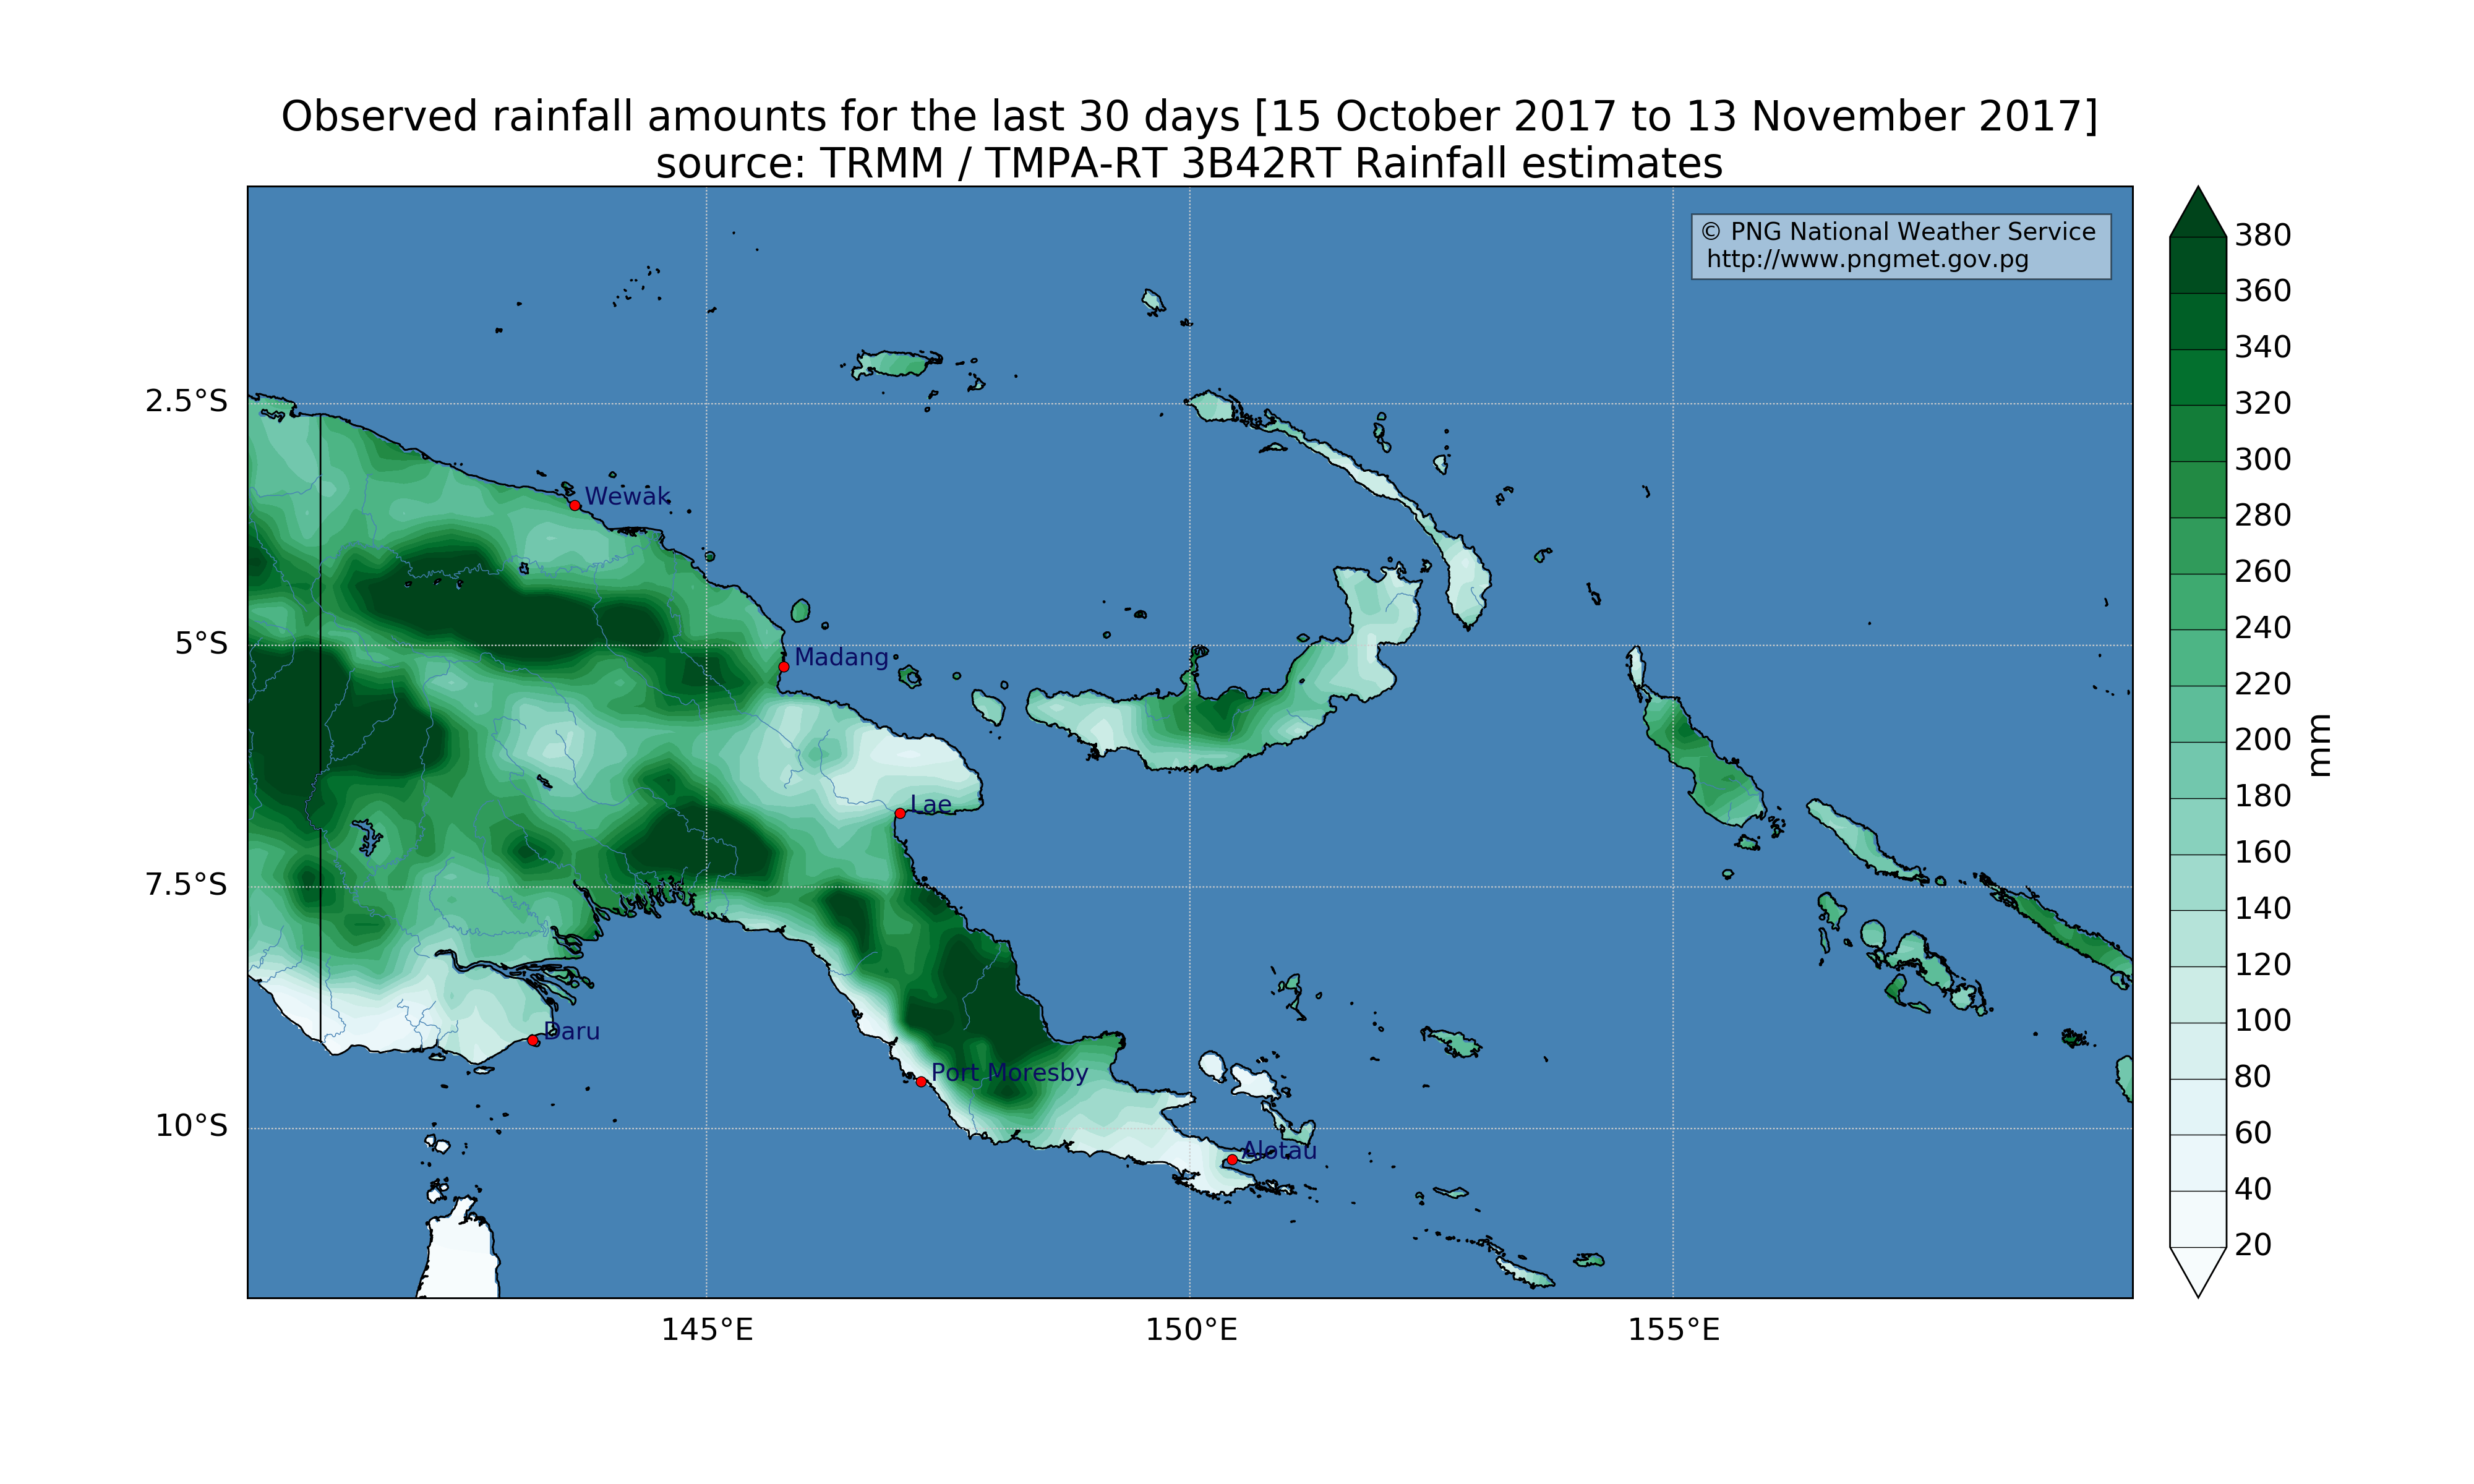 Observed rainfall amounts for the last 30 days [15 October 2017 to 13 November 2017]
source: TRMM / TMPA-RT 3B42RT Rainfall estimates
© PNG National Weather Service
http://www.pngmet.gov.pg
380
360
340
320
300
280
260
240
220
200
180
160
140
120
100
80
60
40
20
mm
2.5°S
5°S
7.5°S
10°S
Wewak
Madang
Lae
Daru
Port Moresby
Alotau
145°E
150°E
155°E